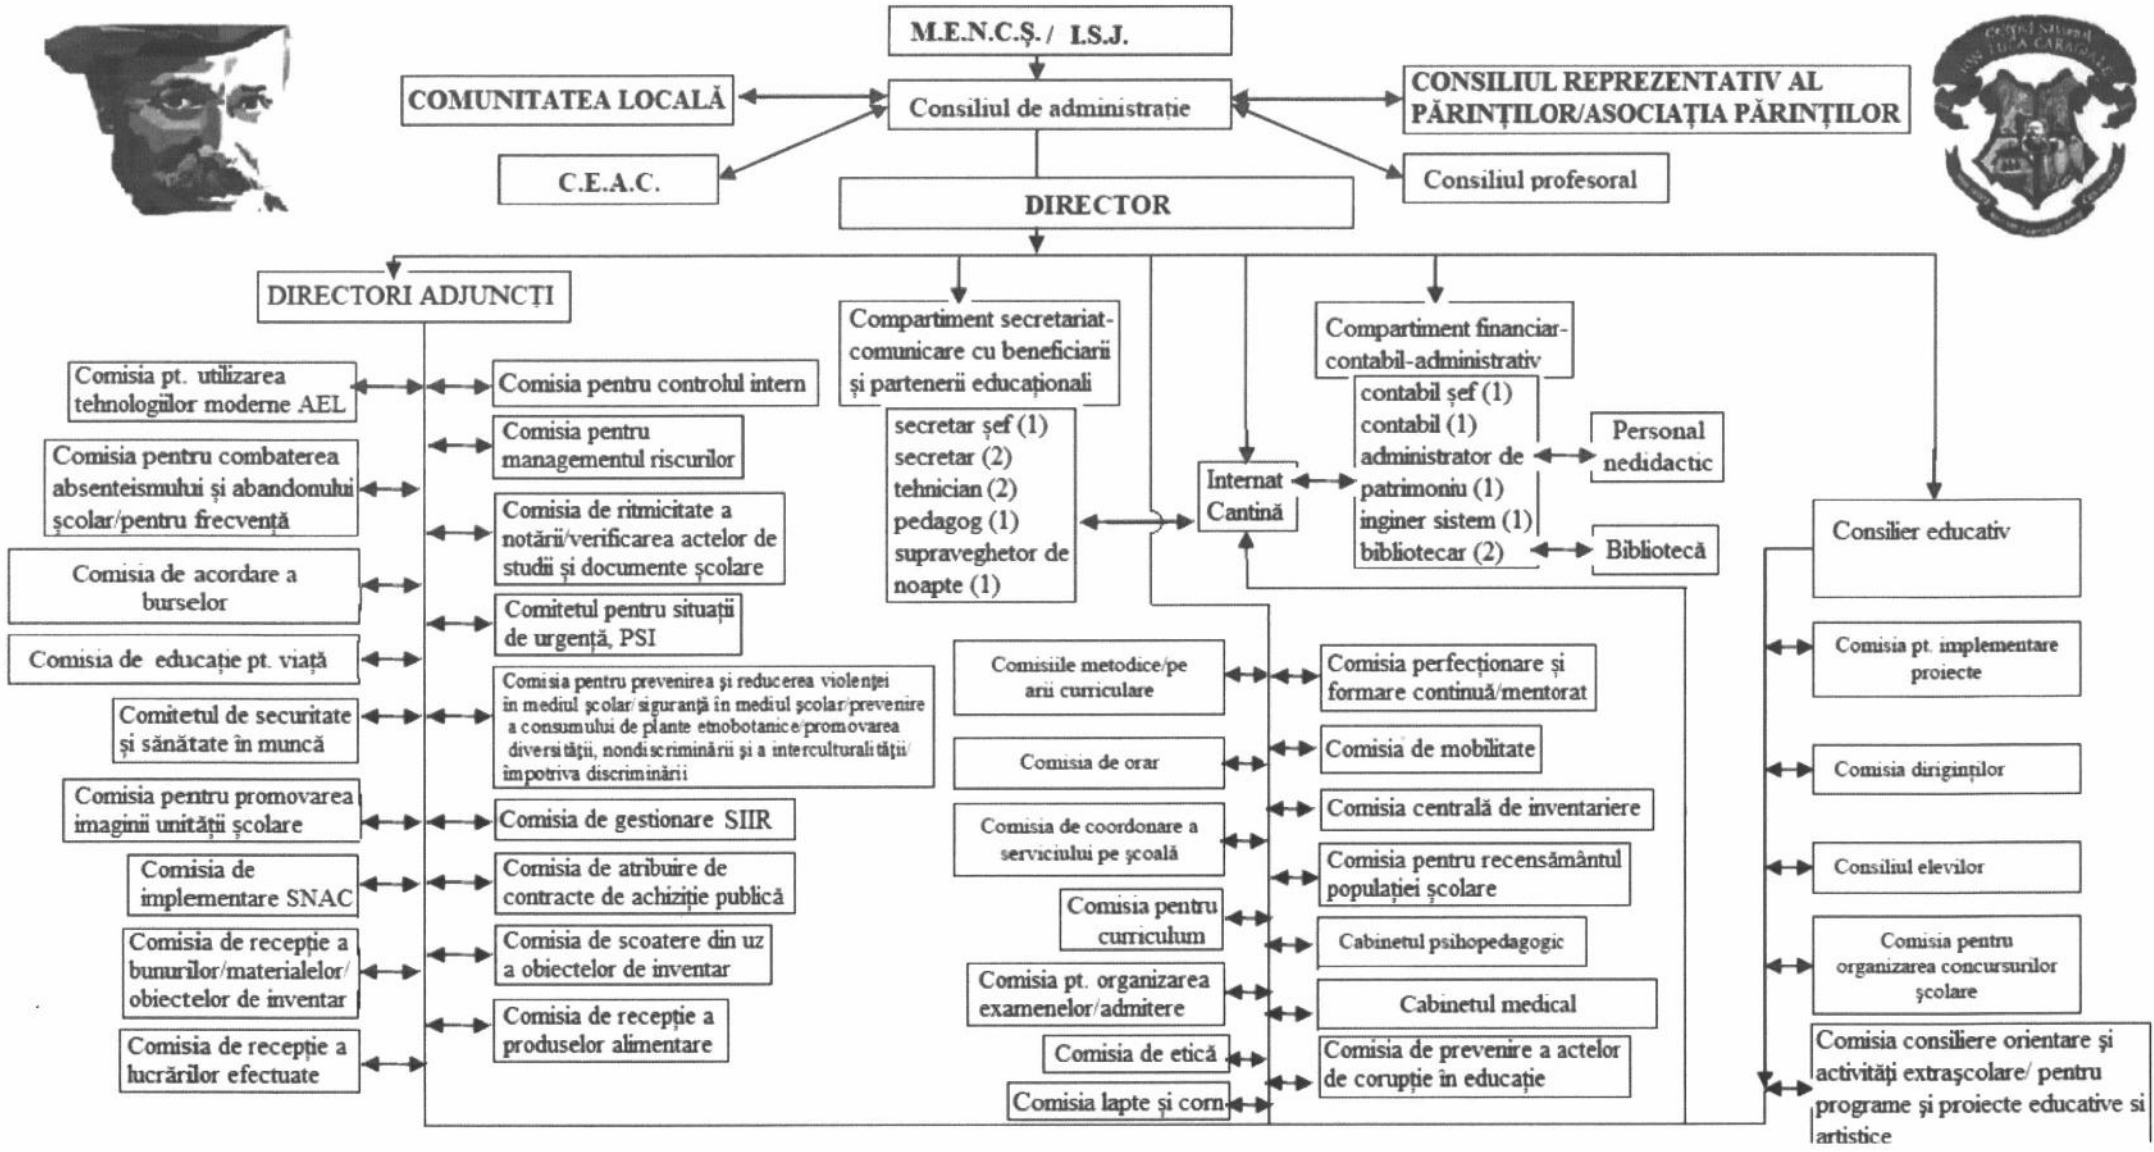 M.E.N.C.Ș. / I.S.J.
COMUNITATEA LOCALĂ
Consiliul de administrație
CONSILIUL REPREZENTATIV AL
PĂRINȚILOR/ASOCIAȚIA PĂRINȚILOR
C.E.A.C.
Consiliul profesoral
DIRECTOR
ION LUCA CARAGIALE
DIRECTORI ADJUNCȚI
Comisia pt. utilizarea
tehnologiilor moderne AEL
Comisia pentru combaterea
absenteismului și abandonului
școlar/pentru frecvență
Comisia de acordare a
burselor
Comisia de educație pt. viață
Comitetul de securitate
și sănătate în muncă
Comisia pentru promovarea
imaginii unității școlare
Comisia de
implementare SNAC
Comisia de recepție a
bunurilor/materialelor/
obiectelor de inventar
Comisia de recepție a
lucrărilor efectuate
Comisia pentru controlul intern
Comisia pentru
managementul riscurilor
Comisia de ritmicitate a
notării/verificarea actelor de
studii și documente școlare
Comitetul pentru situații
de urgență, PSI
Comisia pentru prevenirea și reducerea violenței
în mediul școlar/siguranță în mediul școlar/prevenire
a consumului de plante etnobotanice/promovarea
diversității, nondiscriminării și a interculturalității/
împotriva discriminării
Comisia de gestionare SIIR
Comisia de atribuire de
contracte de achiziție publică
Comisia de scoatere din uz
a obiectelor de inventar
Comisia de recepție a
produselor alimentare
Compartiment secretariat-
comunicare cu beneficiarii
și partenerii educaționali
secretar șef (1)
secretar (2)
tehnician (2)
pedagog (1)
supraveghetor de
noapte (1)
Internat
Cantină
Compartiment financiar-
contabil-administrativ
contabil șef (1)
contabil (1)
administrator de
patrimoniu (1)
inginer sistem (1)
bibliotecar (2)
Personal
nedidactic
Bibliotecă
Comisiile metodice/pe
arii curriculare
Comisia de orar
Comisia de coordonare a
serviciului pe școală
Comisia pentru
curriculum
Comisia pt. organizarea
examenelor/admitere
Comisia de etică
Comisia lapte și corn
Comisia perfecționare și
formare continuă/mentorat
Comisia de mobilitate
Comisia centrală de inventariere
Comisia pentru recensământul
populației școlare
Cabinetul psihopedagogic
Cabinetul medical
Comisia de prevenire a actelor
de corupție în educație
Consilier educativ
Comisia pt. implementare
proiecte
Comisia diriginților
Consiliul elevilor
Comisia pentru
organizarea concursurilor
școlare
Comisia consiliere orientare și
activități extrașcolare/ pentru
programe și proiecte educative si
artistice